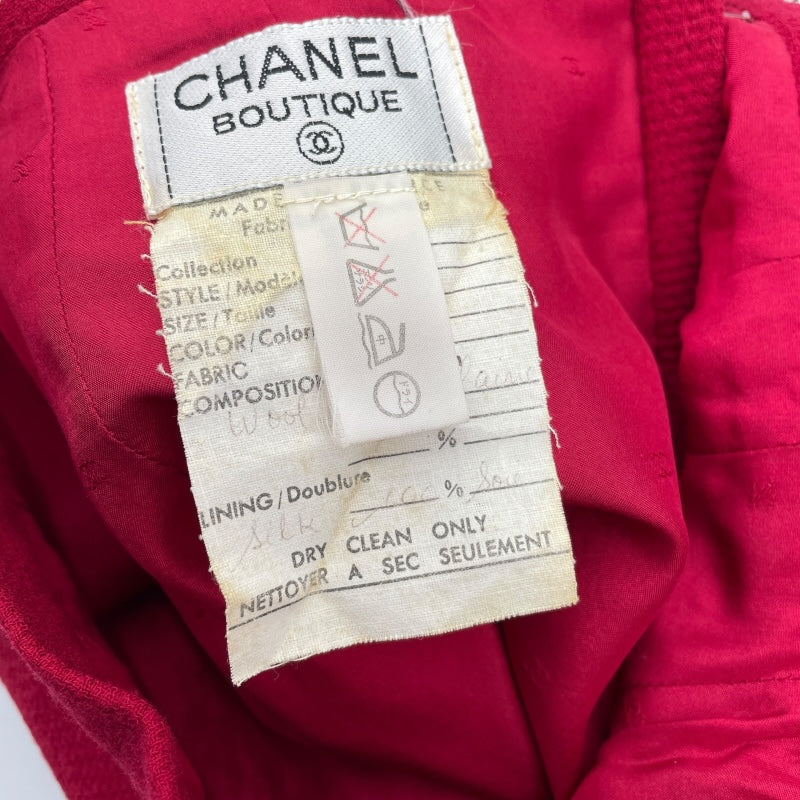 CHANEL
BOUTIQUE
MADE
Fabr
Collection
STYLE/Modèl
SIZE/Taille
COLOR/Color
FABRIC
COMPOSITION
Wool
%
LINING/Doublure % Soie
Silk
DRY CLEAN ONLY
NETTOYER A SEC SEULEMENT